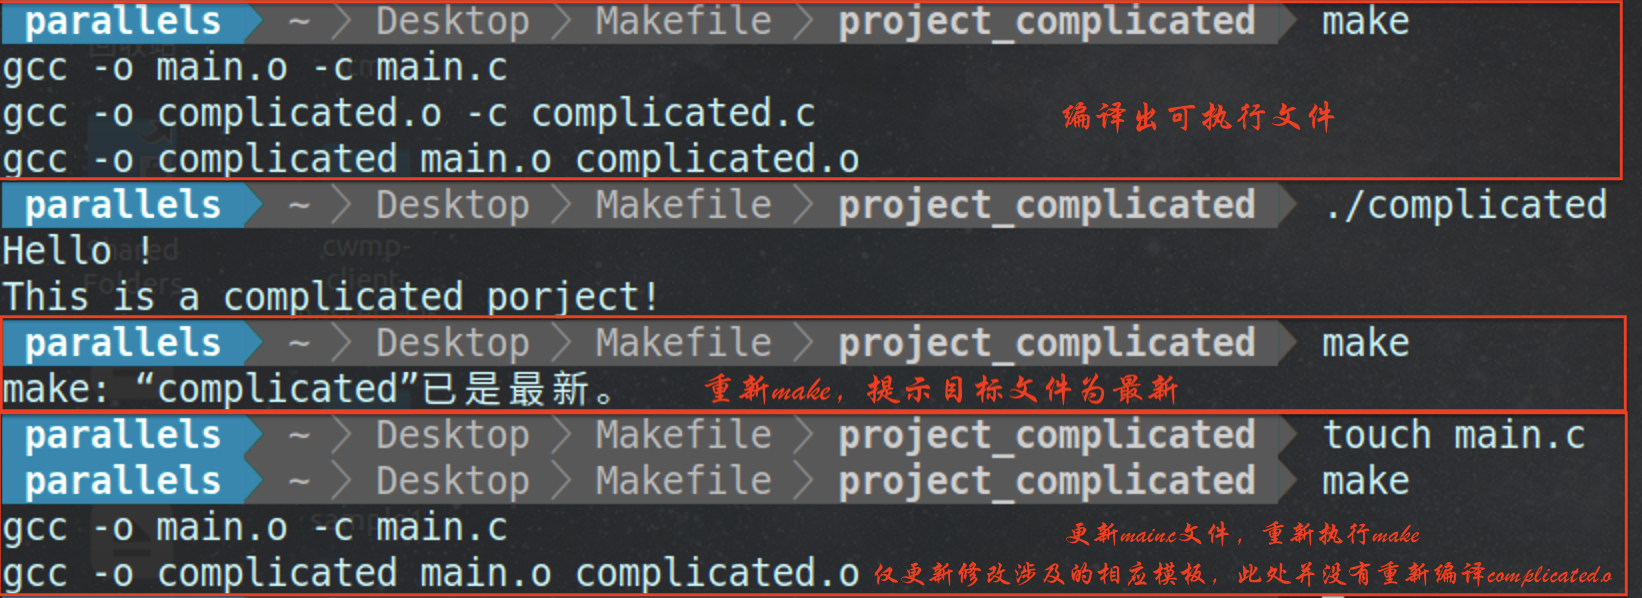 parallels ~ Desktop Makefile project_complicated make
gcc -o main.o -c main.c
gcc -o complicated.o -c complicated.c
编译出可执行文件
gcc -o complicated main.o complicated.o
parallels ~ Desktop Makefile project_complicated ./complicated
Hello !
This is a complicated porject!
parallels ~ Desktop Makefile project_complicated make
make: “complicated”已是最新。 重新make，提示目标文件为最新
parallels ~ Desktop Makefile project_complicated touch main.c
parallels ~ Desktop Makefile project_complicated make
gcc -o main.o -c main.c
更新main.c文件，重新执行make
gcc -o complicated main.o complicated.o 仅更新修改涉及的相应模板，此处并没有重新编译complicated.o
Shared
Folders
cwmp-
client-